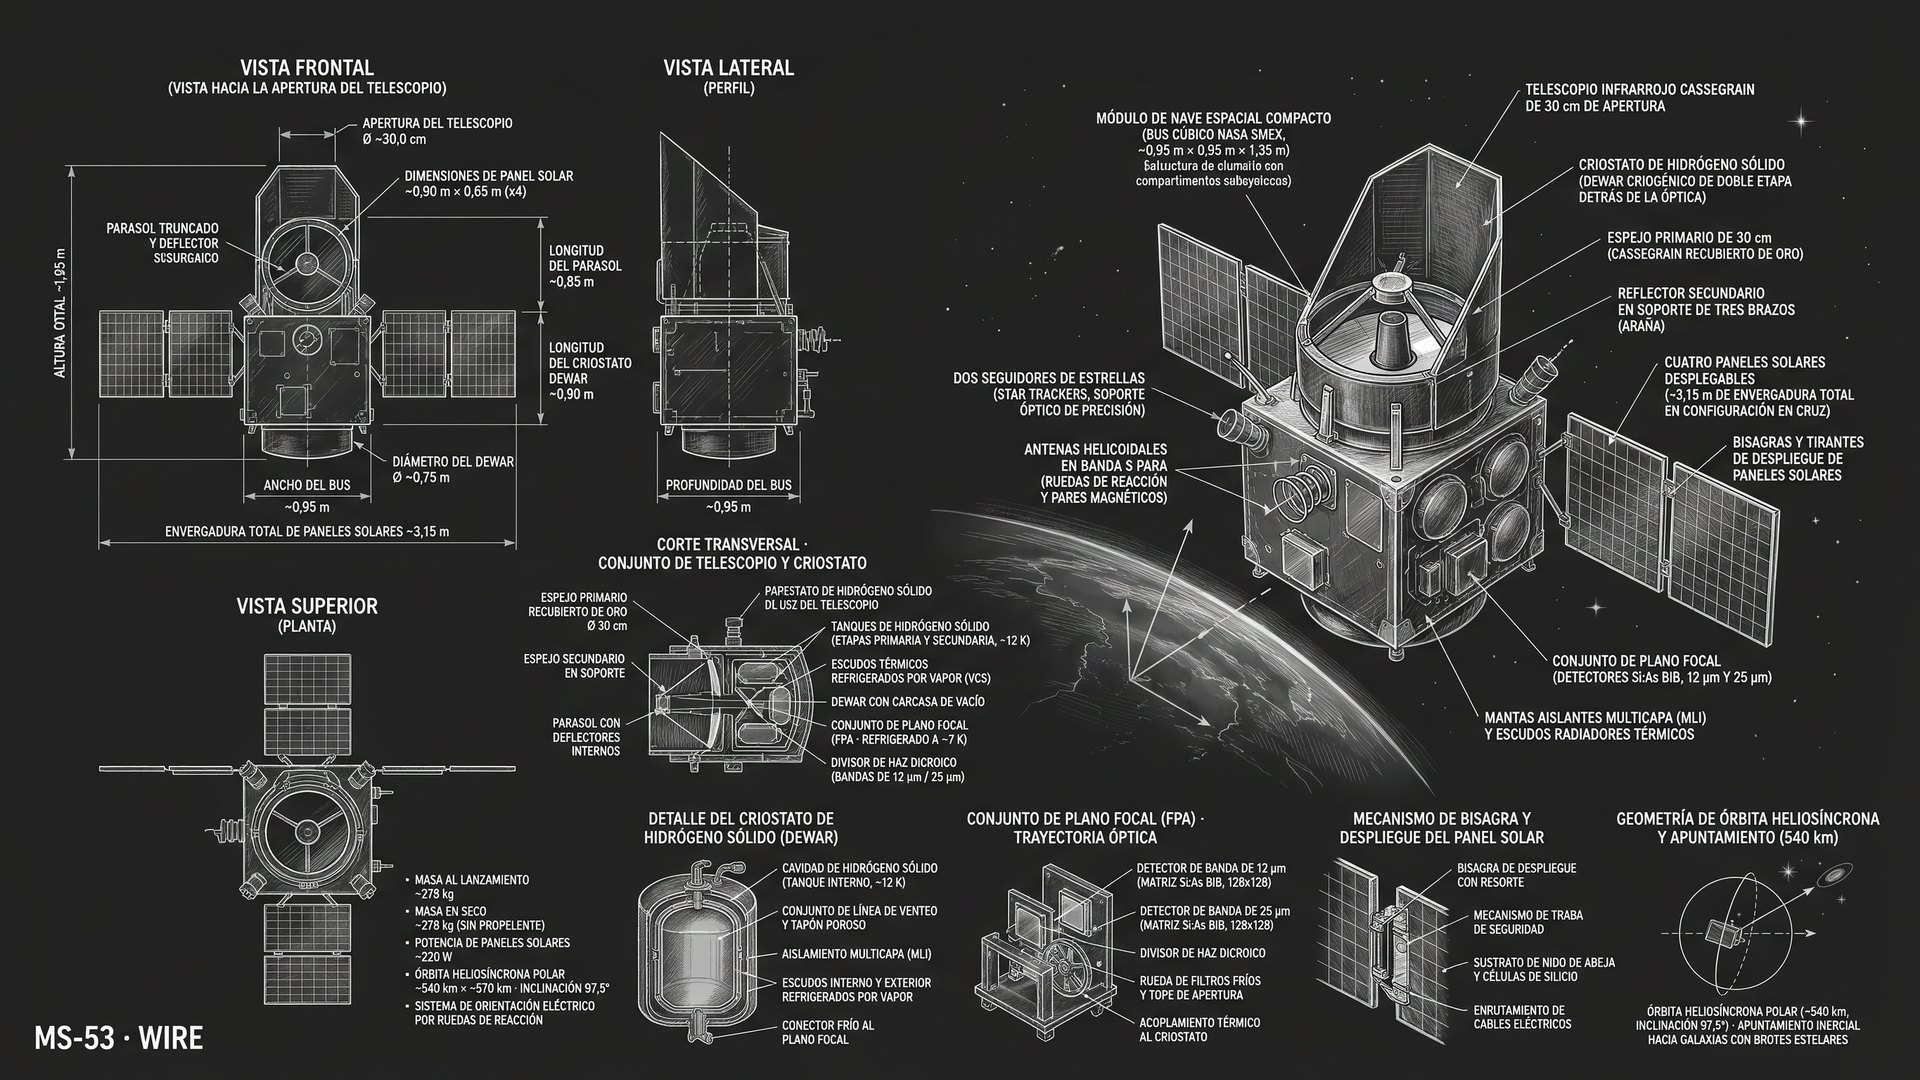 VISTA FRONTAL
(VISTA HACIA LA APERTURA DEL TELESCOPIO)
APERTURA DEL TELESCOPIO
Ø ~30,0 cm
DIMENSIONES DE PANEL SOLAR
~0,90 m × 0,65 m (x4)
PARASOL TRUNCADO
Y DEFLECTOR
ALTURA OTTAL ~1,95 m
LONGITUD
DEL PARASOL
~0,85 m
LONGITUD
DEL CRIOSTATO
DEWAR
~0,90 m
DIÁMETRO DEL DEWAR
Ø ~0,75 m
ANCHO DEL BUS
~0,95 m
ENVERGADURA TOTAL DE PANELES SOLARES ~3,15 m
VISTA LATERAL
(PERFIL)
PROFUNDIDAD DEL BUS
~0,95 m
MÓDULO DE NAVE ESPACIAL COMPACTO
(BUS CÚBICO NASA SMEX,
~0,95 m × 0,95 m × 1,35 m)
de clumailo con
compartimentos
TELESCOPIO INFRARROJO CASSEGRAIN
DE 30 cm DE APERTURA
CRIOSTATO DE HIDRÓGENO SÓLIDO
(DEWAR CRIOGÉNICO DE DOBLE ETAPA
DETRÁS DE LA ÓPTICA)
ESPEJO PRIMARIO DE 30 cm
(CASSEGRAIN RECUBIERTO DE ORO)
REFLECTOR SECUNDARIO
EN SOPORTE DE TRES BRAZOS
(ARAÑA)
CUATRO PANELES SOLARES
DESPLEGABLES
(~3,15 m DE ENVERGADURA TOTAL
EN CONFIGURACIÓN EN CRUZ)
BISAGRAS Y TIRANTES
DE DESPLIEGUE DE
PANELES SOLARES
DOS SEGUIDORES DE ESTRELLAS
(STAR TRACKERS, SOPORTE
ÓPTICO DE PRECISIÓN)
ANTENAS HELICOIDALES
EN BANDA S PARA
(RUEDAS DE REACCIÓN
Y PARES MAGNÉTICOS)
CONJUNTO DE PLANO FOCAL
(DETECTORES Si:As BIB, 12 µm Y 25 µm)
MANTAS AISLANTES MULTICAPA (MLI)
Y ESCUDOS RADIADORES TÉRMICOS
CORTE TRANSVERSAL ·
CONJUNTO DE TELESCOPIO Y CRIOSTATO
ESPEJO PRIMARIO
RECUBIERTO DE ORO
Ø 30 cm
ESPEJO SECUNDARIO
EN SOPORTE
PARASOL CON
DEFLECTORES
INTERNOS
PAPESTATO DE HIDRÓGENO SÓLIDO
DL USZ DEL TELESCOPIO
TANQUES DE HIDRÓGENO SÓLIDO
(ETAPAS PRIMARIA Y SECUNDARIA, ~12 K)
ESCUDOS TÉRMICOS
REFRIGERADOS POR VAPOR (VCS)
DEWAR CON CARCASA DE VACÍO
CONJUNTO DE PLANO FOCAL
(FPA · REFRIGERADO A ~7 K)
DIVISOR DE HAZ DICROICO
(BANDAS DE 12 µm / 25 µm)
VISTA SUPERIOR
(PLANTA)
• MASA AL LANZAMIENTO
~278 kg
• MASA EN SECO
~278 kg (SIN PROPELENTE)
• POTENCIA DE PANELES SOLARES
~220 W
• ÓRBITA HELIOSÍNCRONA POLAR
~540 km × ~570 km · INCLINACIÓN 97,5°
• SISTEMA DE ORIENTACIÓN ELÉCTRICO
POR RUEDAS DE REACCIÓN
MS-53 · WIRE
DETALLE DEL CRIOSTATO DE
HIDRÓGENO SÓLIDO (DEWAR)
CAVIDAD DE HIDRÓGENO SÓLIDO
(TANQUE INTERNO, ~12 K)
CONJUNTO DE LÍNEA DE VENTEO
Y TAPÓN POROSO
AISLAMIENTO MULTICAPA (MLI)
ESCUDOS INTERNO Y EXTERIOR
REFRIGERADOS POR VAPOR
CONECTOR FRÍO AL
PLANO FOCAL
CONJUNTO DE PLANO FOCAL (FPA) ·
TRAYECTORIA ÓPTICA
DETECTOR DE BANDA DE 12 µm
(MATRIZ Si:As BIB, 128x128)
DETECTOR DE BANDA DE 25 µm
(MATRIZ Si:As BIB, 128x128)
DIVISOR DE HAZ DICROICO
RUEDA DE FILTROS FRÍOS
Y TOPE DE APERTURA
ACOPLAMIENTO TÉRMICO
AL CRIOSTATO
MECANISMO DE BISAGRA Y
DESPLIEGUE DEL PANEL SOLAR
BISAGRA DE DESPLIEGUE
CON RESORTE
MECANISMO DE TRABA
DE SEGURIDAD
SUSTRATO DE NIDO DE ABEJA
Y CÉLULAS DE SILICIO
ENRUTAMIENTO DE
CABLES ELÉCTRICOS
GEOMETRÍA DE ÓRBITA HELIOSÍNCRONA
Y APUNTAMIENTO (540 km)
ÓRBITA HELIOSÍNCRONA POLAR (~540 km,
INCLINACIÓN 97,5°) · APUNTAMIENTO INERCIAL
HACIA GALAXIAS CON BROTES ESTELARES